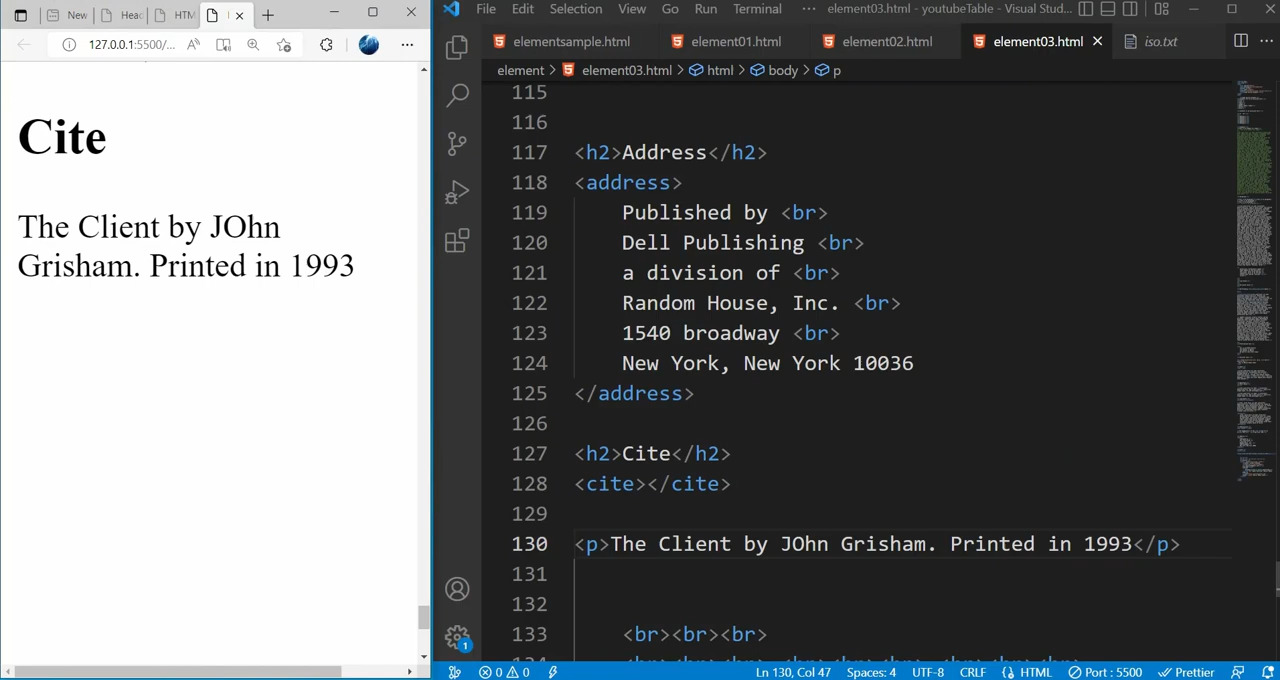 New
Head
HTM
127.0.0.1:5500/...
Cite
The Client by JOhn
Grisham. Printed in 1993
File Edit Selection View Go Run Terminal ··· element03.html - youtubeTable - Visual Stud...
elementsample.html element01.html element02.html element03.html iso.txt
element > element03.html > html > body > p
115
116
117 <h2>Address</h2>
118 <address>
119 Published by <br>
120 Dell Publishing <br>
121 a division of <br>
122 Random House, Inc. <br>
123 1540 broadway <br>
124 New York, New York 10036
125 </address>
126
127 <h2>Cite</h2>
128 <cite></cite>
129
130 <p>The Client by JOhn Grisham. Printed in 1993</p>
131
132
133 <br><br><br>
1
0 0 Ln 130, Col 47 Spaces: 4 UTF-8 CRLF HTML Port : 5500 Prettier